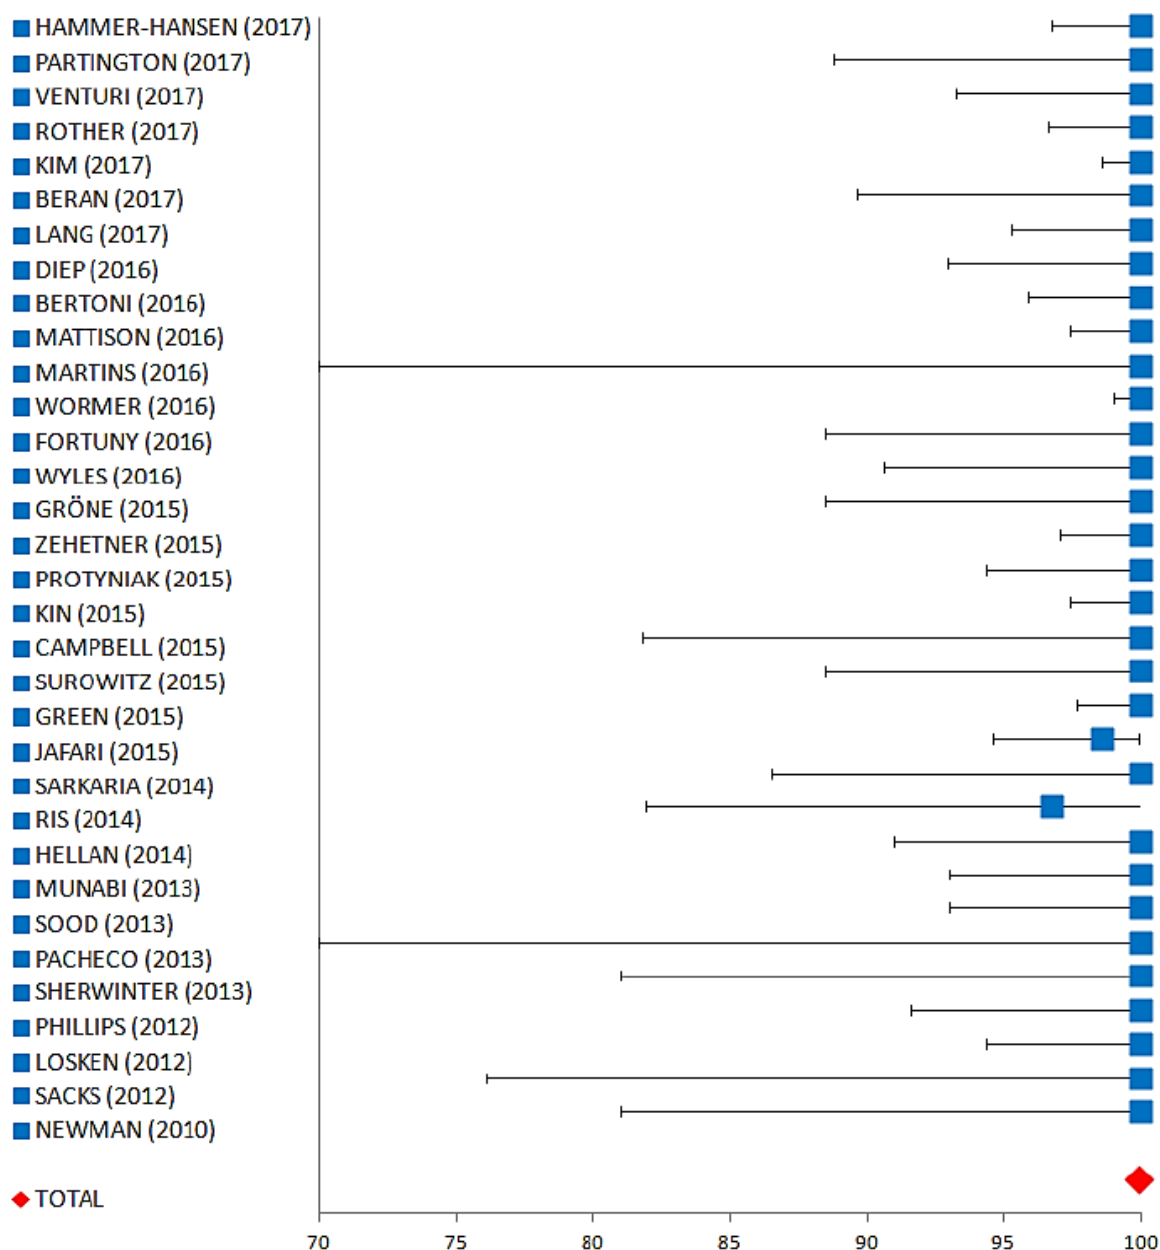 HAMMER-HANSEN (2017)
PARTINGTON (2017)
VENTURI (2017)
ROTHER (2017)
KIM (2017)
BERAN (2017)
LANG (2017)
DIEP (2016)
BERTONI (2016)
MATTISON (2016)
MARTINS (2016)
WORMER (2016)
FORTUNY (2016)
WYLES (2016)
GRÖNE (2015)
ZEHETNER (2015)
PROTYNIAK (2015)
KIN (2015)
CAMPBELL (2015)
SUROWITZ (2015)
GREEN (2015)
JAFARI (2015)
SARKARIA (2014)
RIS (2014)
HELLAN (2014)
MUNABI (2013)
SOOD (2013)
PACHECO (2013)
SHERWINTER (2013)
PHILLIPS (2012)
LOSKEN (2012)
SACKS (2012)
NEWMAN (2010)
TOTAL
70 75 80 85 90 95 100